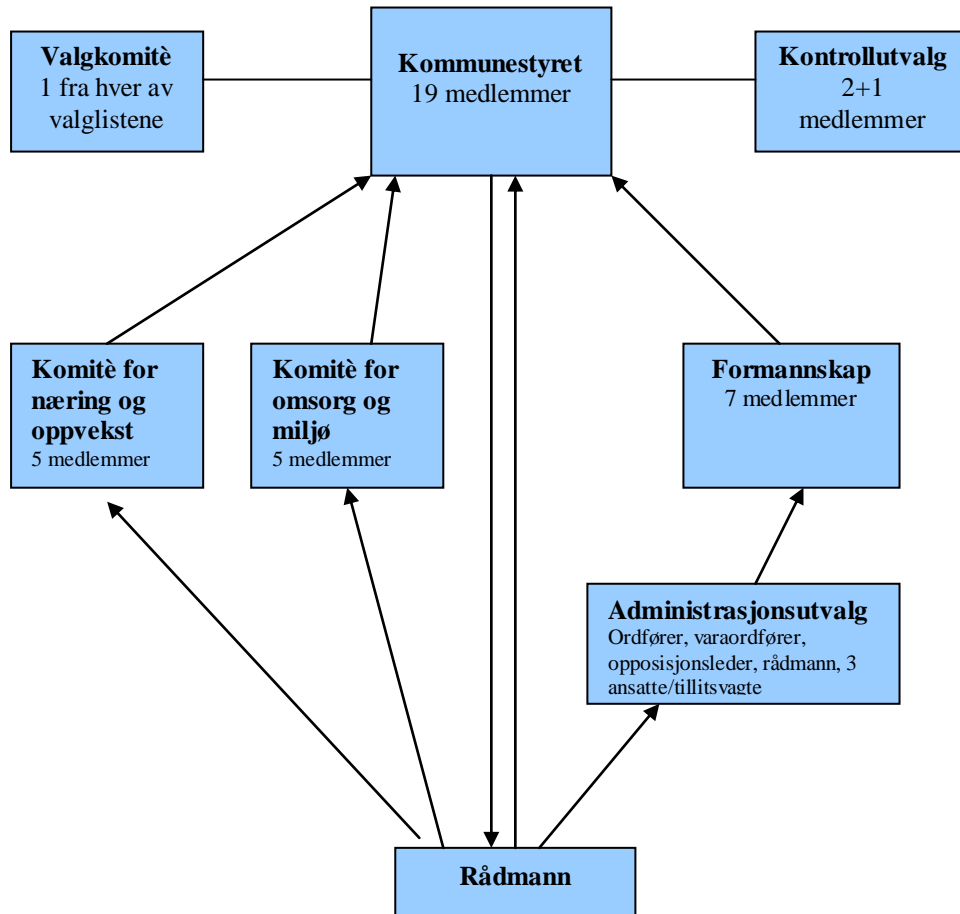 Valgkomitè
1 fra hver av
valglistene
Kommunestyret
19 medlemmer
Kontrollutvalg
2+1
medlemmer
Komitè for
næring og
oppvekst
5 medlemmer
Komitè for
omsorg og
miljø
5 medlemmer
Formannskap
7 medlemmer
Administrasjonsutvalg
Ordfører, varaordfører,
opposisjonsleder, rådmann, 3
ansatte/tillitsvagte
Rådmann